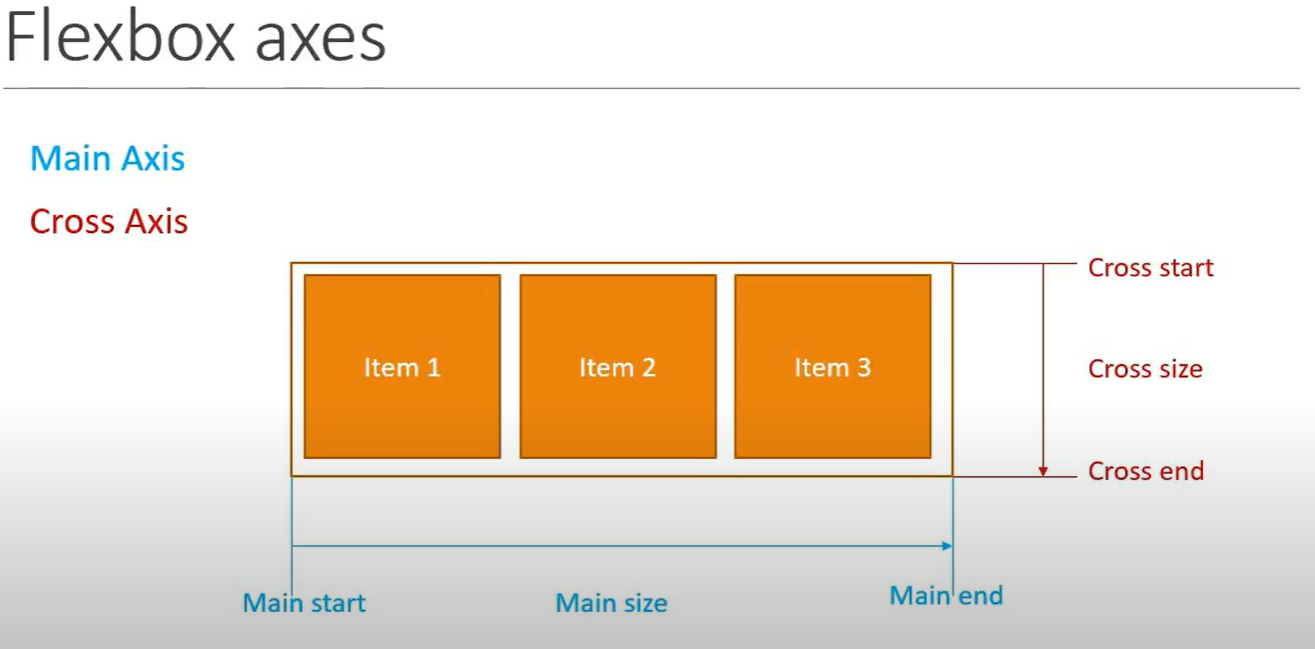 Flexbox axes
Main Axis
Cross Axis
Cross start
Item 1
Item 2
Item 3
Cross size
Cross end
Main start
Main size
Main end